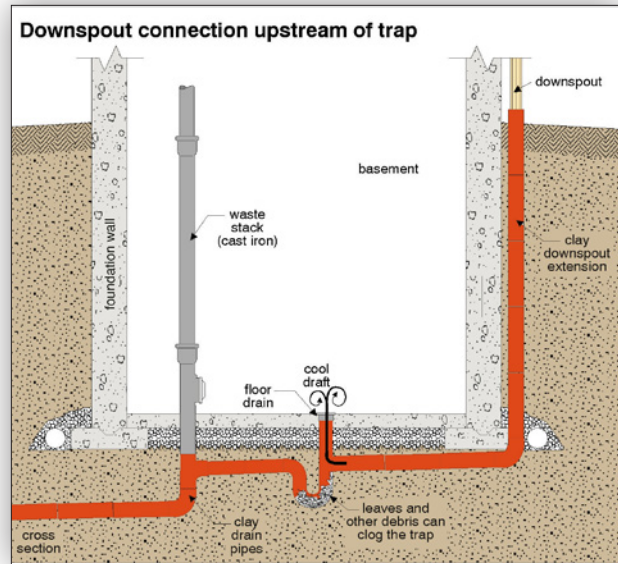 Downspout connection upstream of trap
downspout
basement
waste
stack
(cast iron)
foundation wall
clay
downspout
extension
cool
draft
floor
drain
leaves and
other debris can
clog the trap
clay
drain
pipes
cross
section